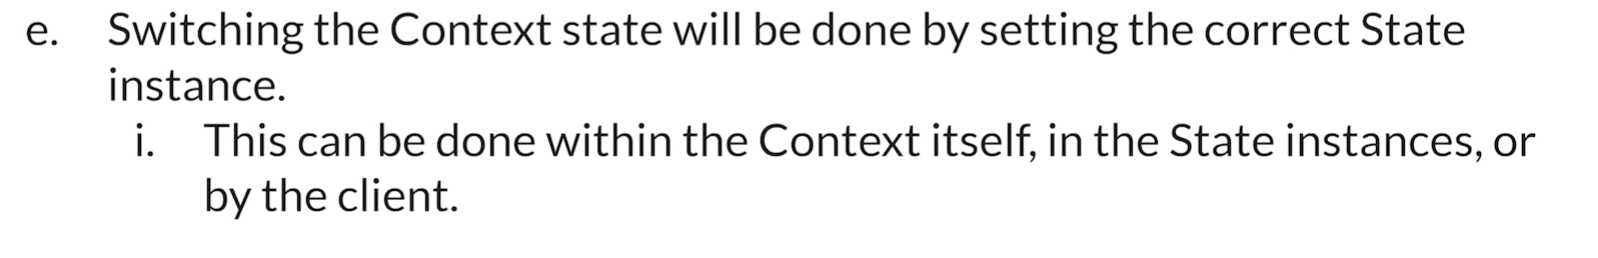 e. Switching the Context state will be done by setting the correct State
instance.
i. This can be done within the Context itself, in the State instances, or
by the client.